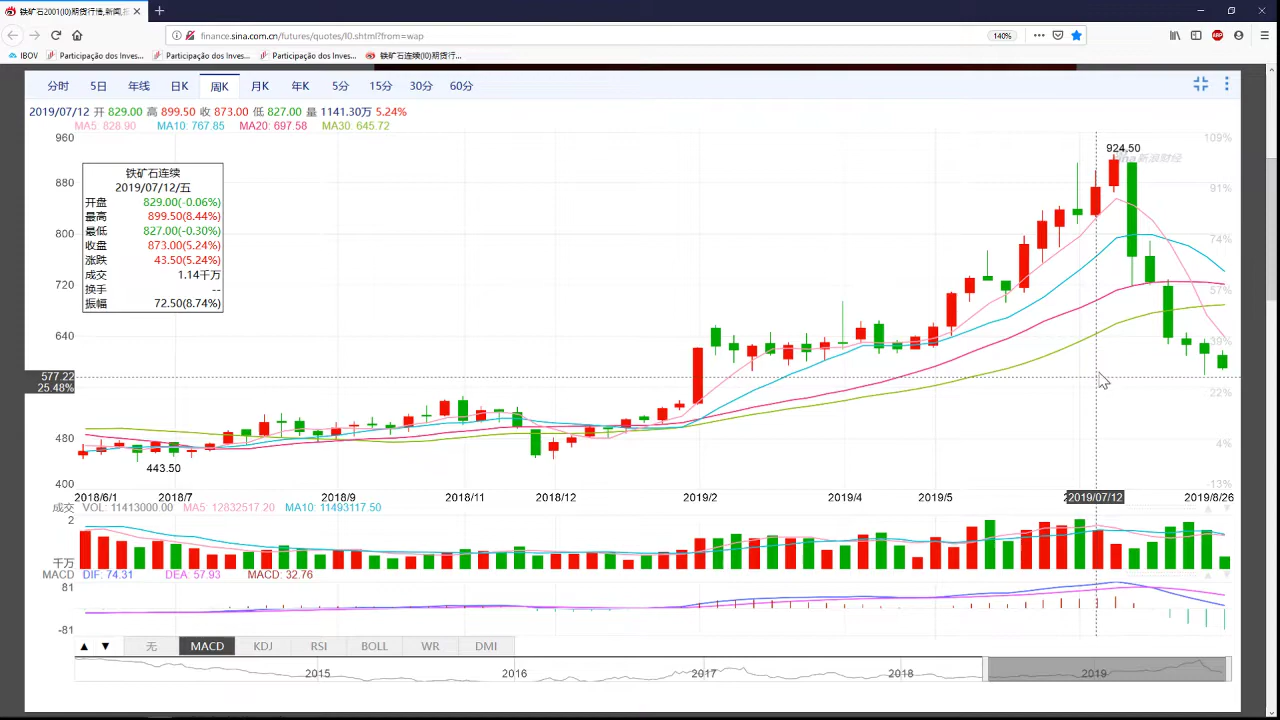 铁矿石2001(I0)期货行情,新闻,
finance.sina.com.cn/futures/quotes/I0.shtml?from=wap
140%
IBOV
Participação dos Inves...
Participação dos Inves...
Participação dos Inves...
铁矿石连续(I0)期货行...
分时 5日 年线 日K 周K 月K 年K 5分 15分 30分 60分
2019/07/12 开 829.00 高 899.50 收 873.00 低 827.00 量 1141.30万 5.24%
MA5: 828.90 MA10: 767.85 MA20: 697.58 MA30: 645.72
960 109%
924.50
新浪财经
铁矿石连续
2019/07/12/五
开盘 829.00(-0.06%)
最高 899.50(8.44%)
最低 827.00(-0.30%)
收盘 873.00(5.24%)
涨跌 43.50(5.24%)
成交 1.14千万
换手 --
振幅 72.50(8.74%)
880 91%
800 74%
720 57%
640 39%
577.22
25.48% 22%
480 4%
443.50
400 -13%
2018/6/1 2018/7 2018/9 2018/11 2018/12 2019/2 2019/4 2019/5 2019/07/12 2019/8/26
成交 VOL: 11413000.00 MA5: 12832517.20 MA10: 11493117.50
2
千万
MACD DIF: 74.31 DEA: 57.93 MACD: 32.76
81
-81
▲ ▼ 无 MACD KDJ RSI BOLL WR DMI
2015 2016 2017 2018 2019